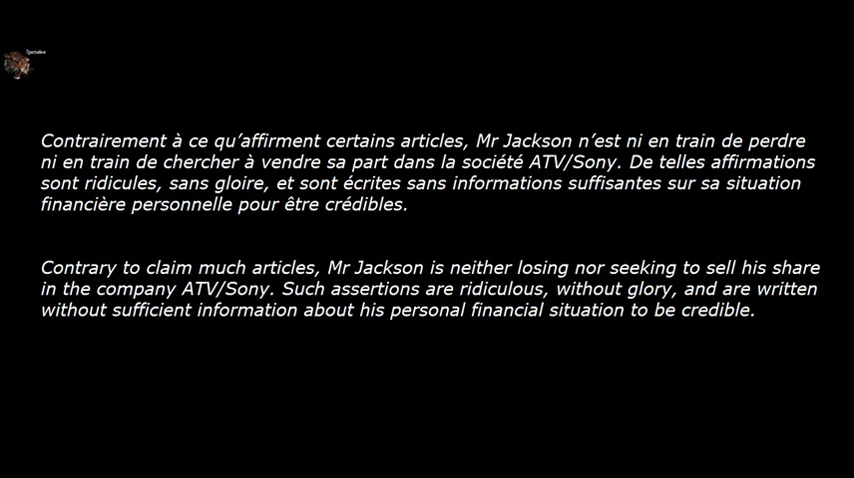 Contrairement à ce qu'affirment certains articles, Mr Jackson n'est ni en train de perdre
ni en train de chercher à vendre sa part dans la société ATV/Sony. De telles affirmations
sont ridicules, sans gloire, et sont écrites sans informations suffisantes sur sa situation
financière personnelle pour être crédibles.
Contrary to claim much articles, Mr Jackson is neither losing nor seeking to sell his share
in the company ATV/Sony. Such assertions are ridiculous, without glory, and are written
without sufficient information about his personal financial situation to be credible.